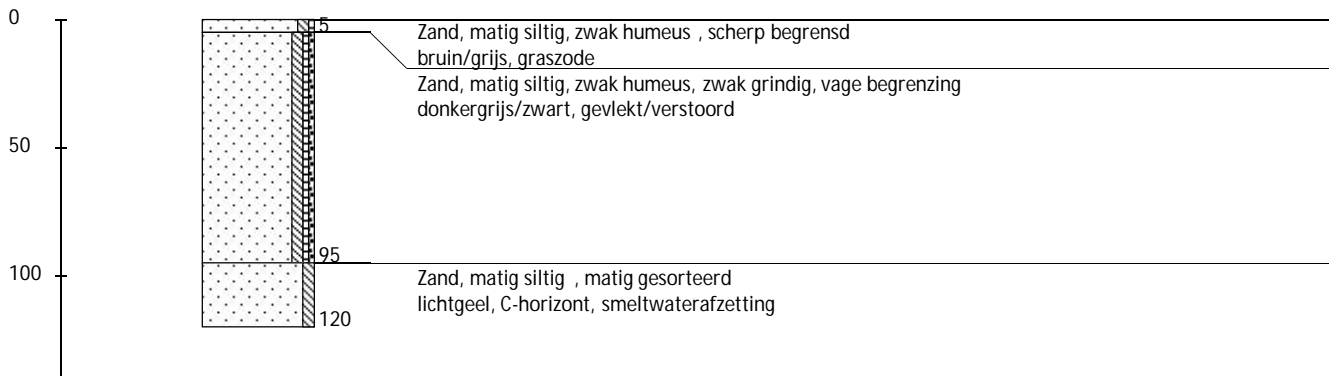 0
5
Zand, matig siltig, zwak humeus , scherp begrensd
bruin/grijs, graszode
Zand, matig siltig, zwak humeus, zwak grindig, vage begrenzing
donkergrijs/zwart, gevlekt/verstoord
50
95
100
Zand, matig siltig , matig gesorteerd
lichtgeel, C-horizont, smeltwaterafzetting
120